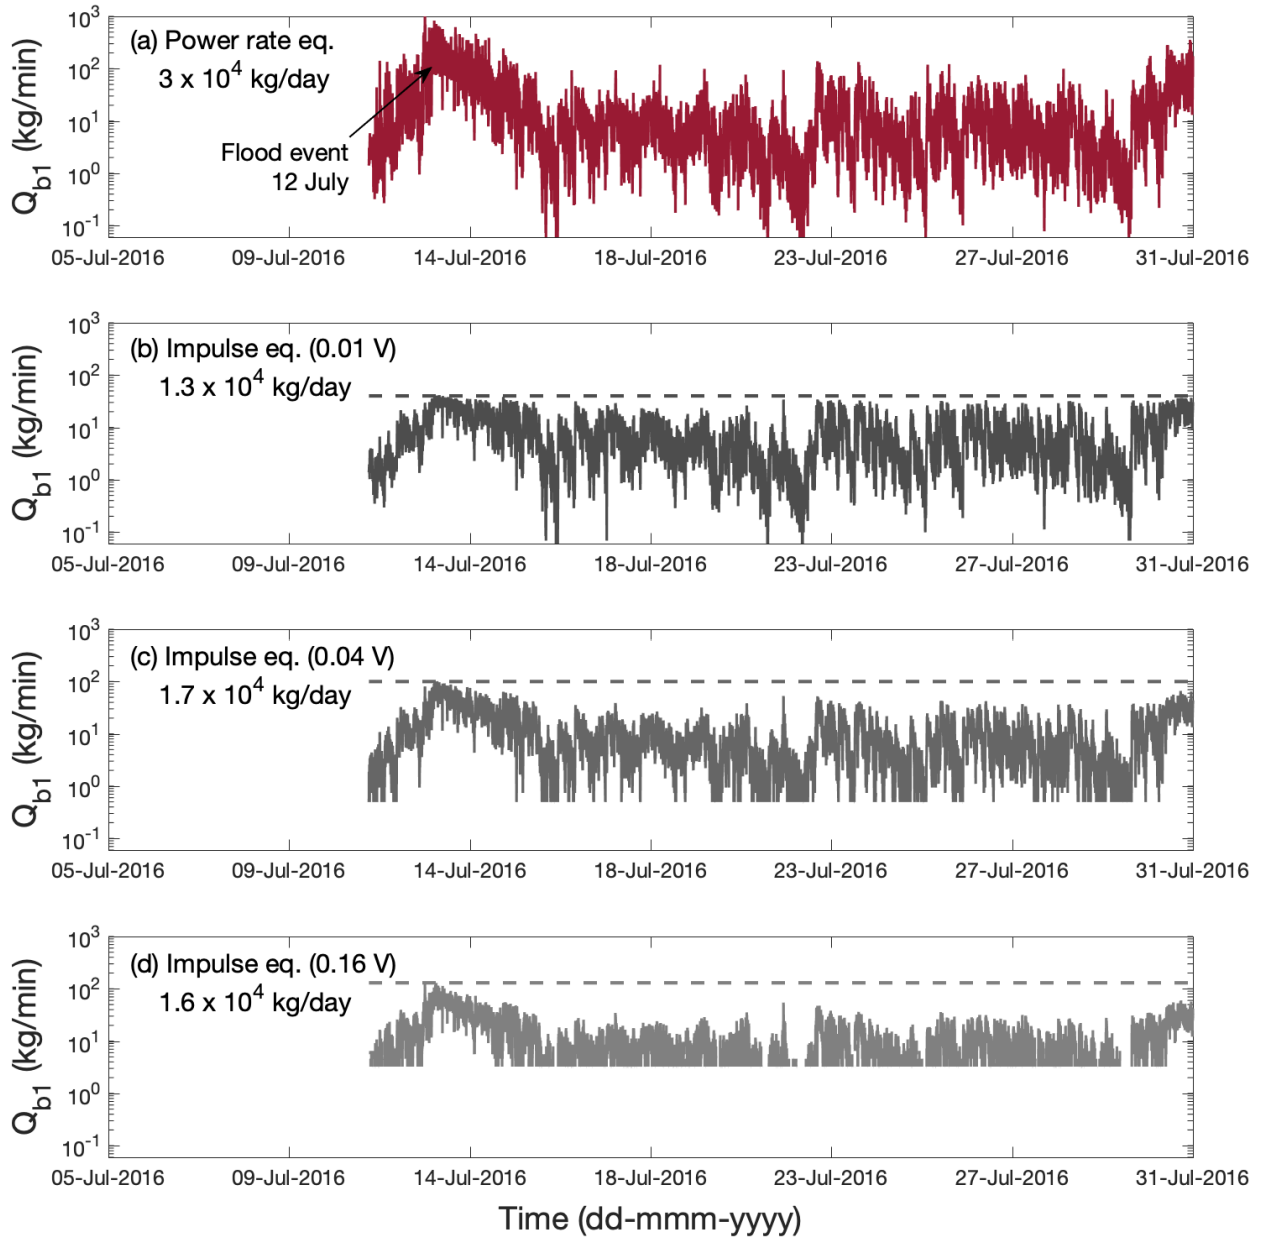 (a) Power rate eq.
3 x 10^4 kg/day
Flood event
12 July
Q_b1 (kg/min)
10^3
10^2
10^1
10^0
10^-1
05-Jul-2016 09-Jul-2016 14-Jul-2016 18-Jul-2016 23-Jul-2016 27-Jul-2016 31-Jul-2016
(b) Impulse eq. (0.01 V)
1.3 x 10^4 kg/day
Q_b1 (kg/min)
10^3
10^2
10^1
10^0
10^-1
05-Jul-2016 09-Jul-2016 14-Jul-2016 18-Jul-2016 23-Jul-2016 27-Jul-2016 31-Jul-2016
(c) Impulse eq. (0.04 V)
1.7 x 10^4 kg/day
Q_b1 (kg/min)
10^3
10^2
10^1
10^0
10^-1
05-Jul-2016 09-Jul-2016 14-Jul-2016 18-Jul-2016 23-Jul-2016 27-Jul-2016 31-Jul-2016
(d) Impulse eq. (0.16 V)
1.6 x 10^4 kg/day
Q_b1 (kg/min)
10^3
10^2
10^1
10^0
10^-1
05-Jul-2016 09-Jul-2016 14-Jul-2016 18-Jul-2016 23-Jul-2016 27-Jul-2016 31-Jul-2016
Time (dd-mmm-yyyy)